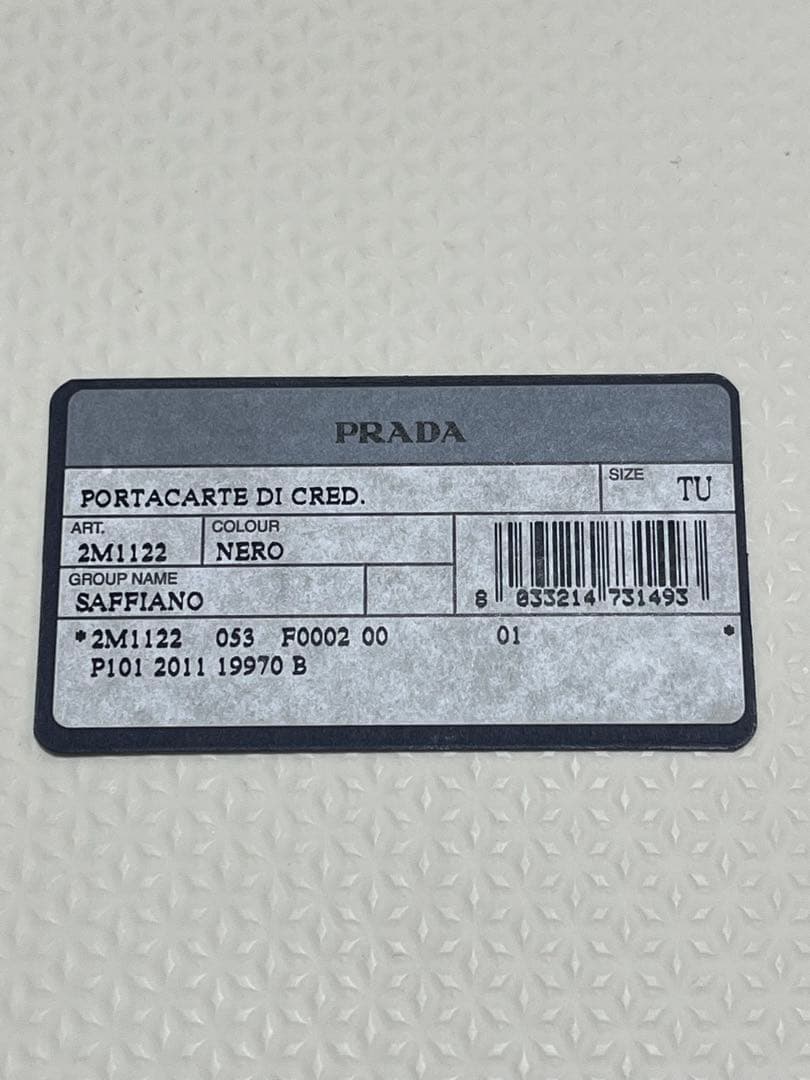 PRADA
PORTACARTE DI CRED.
SIZE TU
ART.
2M1122
COLOUR
NERO
GROUP NAME
SAFFIANO
8 033214 731493
*2M1122 053 F0002 00 01 *
P101 2011 19970 B